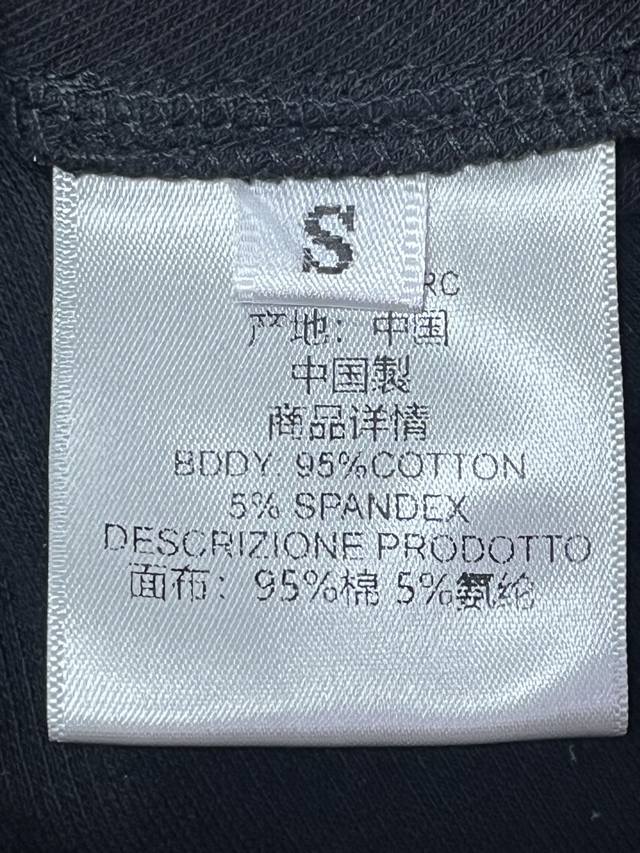 S
RC
产地：中国
中国製
商品详情
BDDY: 95%COTTON
5% SPANDEX
DESCRIZIONE PRODOTTO
面布：95%棉 5%氨纶